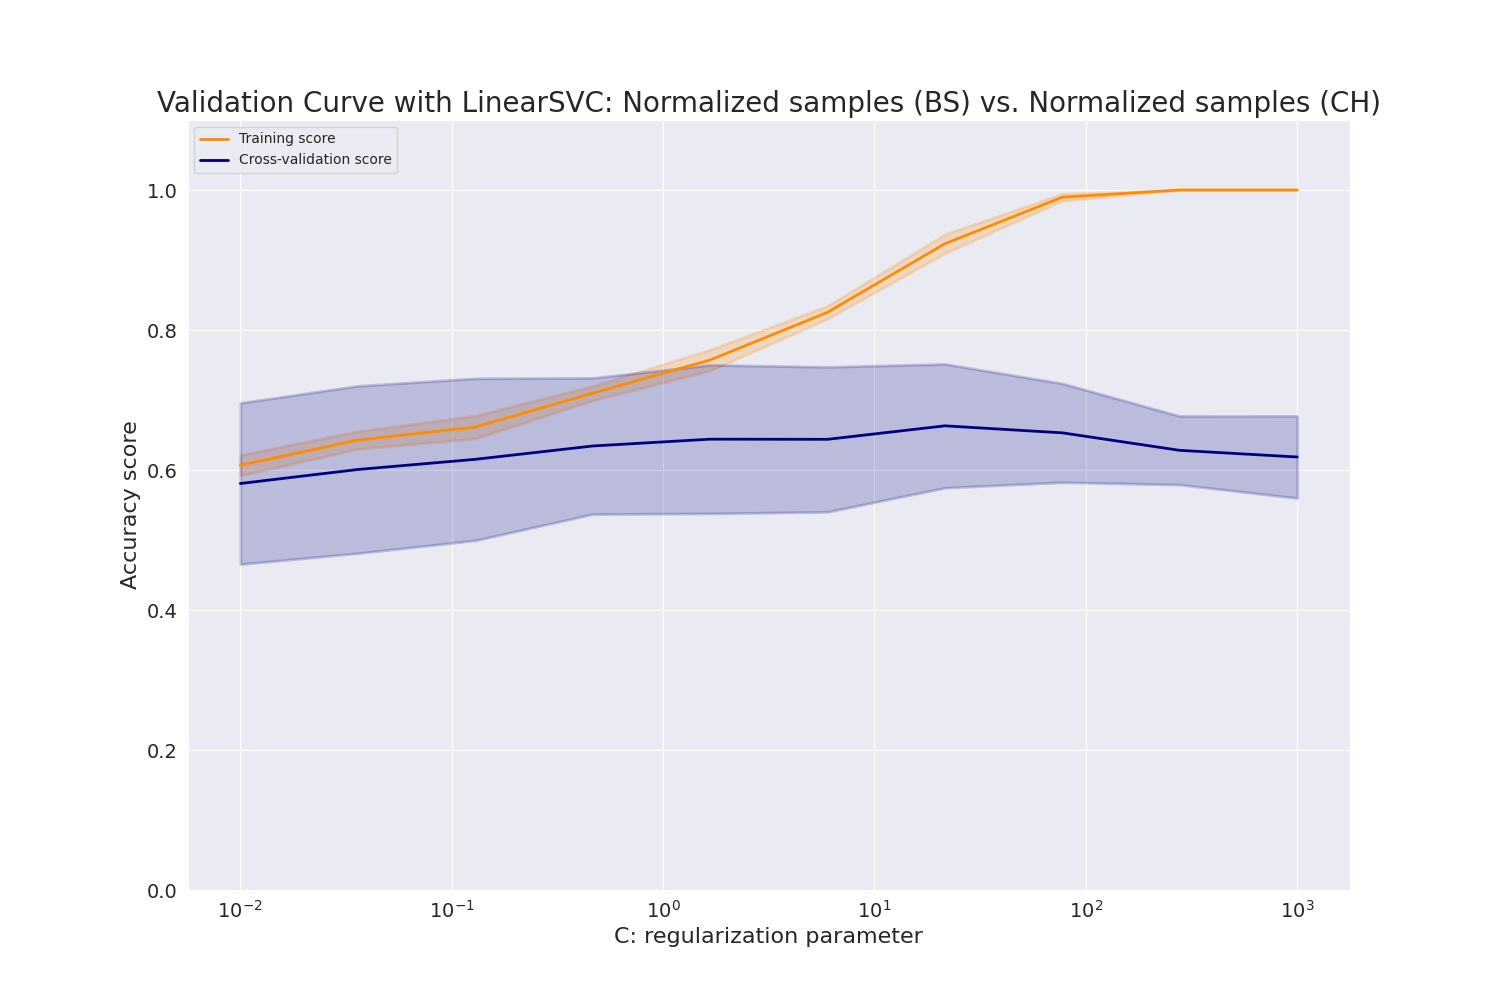 Validation Curve with LinearSVC: Normalized samples (BS) vs. Normalized samples (CH)
Training score
Cross-validation score
1.0
0.8
0.6
0.4
0.2
0.0
Accuracy score
10⁻² 10⁻¹ 10⁰ 10¹ 10² 10³
C: regularization parameter